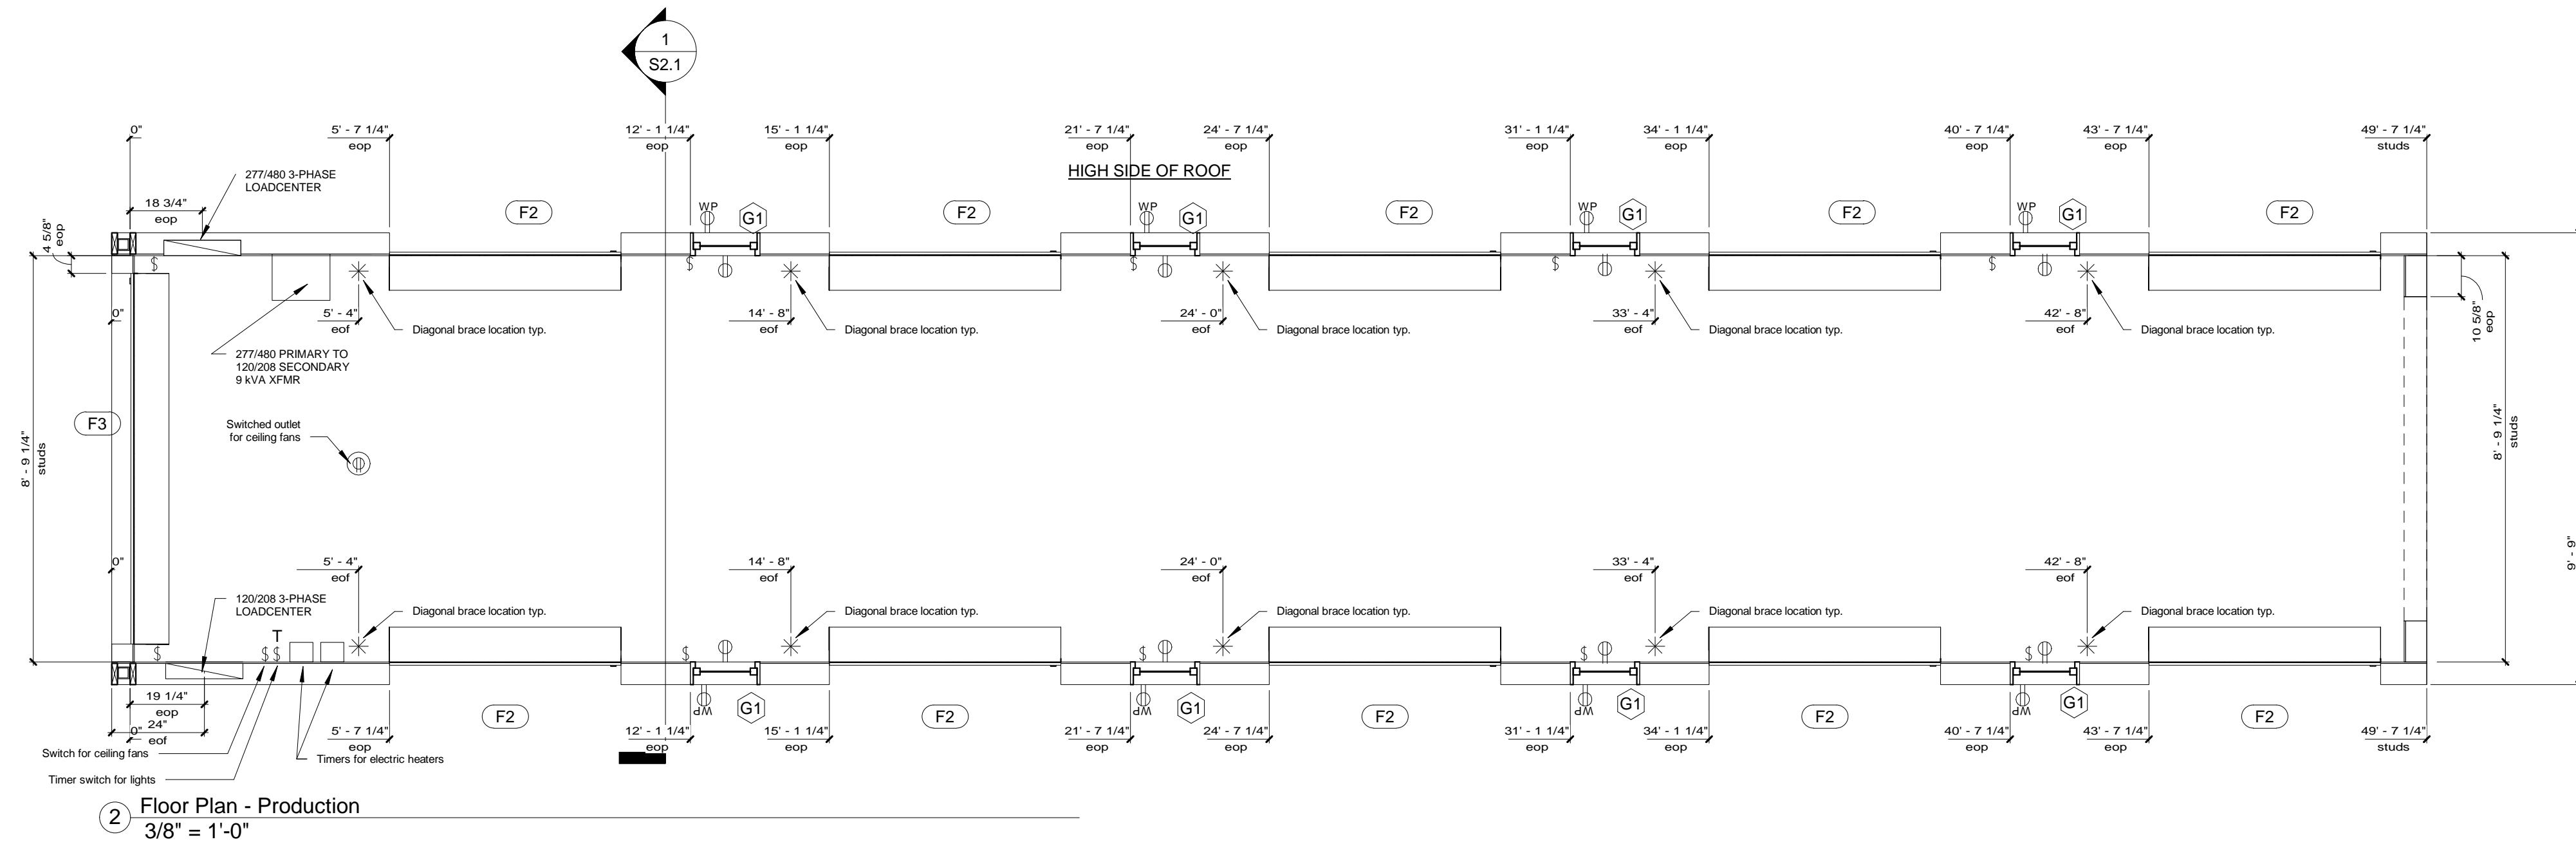 1
S2.1
0"
5' - 7 1/4"
eop
12' - 1 1/4"
eop
15' - 1 1/4"
eop
21' - 7 1/4"
eop
24' - 7 1/4"
eop
31' - 1 1/4"
eop
34' - 1 1/4"
eop
40' - 7 1/4"
eop
43' - 7 1/4"
eop
49' - 7 1/4"
studs
HIGH SIDE OF ROOF
277/480 3-PHASE
LOADCENTER
18 3/4"
eop
4 5/8"
eop
F2
WP
G1
F2
WP
G1
F2
WP
G1
F2
WP
G1
F2
$
$
$
$
$
0"
5' - 4"
eof
Diagonal brace location typ.
14' - 8"
eof
Diagonal brace location typ.
24' - 0"
eof
Diagonal brace location typ.
33' - 4"
eof
Diagonal brace location typ.
42' - 8"
eof
Diagonal brace location typ.
10 5/8"
eop
277/480 PRIMARY TO
120/208 SECONDARY
9 kVA XFMR
F3
8' - 9 1/4"
studs
Switched outlet
for ceiling fans
8' - 9 1/4"
studs
9' - 9"
0"
5' - 4"
eof
14' - 8"
eof
24' - 0"
eof
33' - 4"
eof
42' - 8"
eof
120/208 3-PHASE
LOADCENTER
Diagonal brace location typ.
Diagonal brace location typ.
Diagonal brace location typ.
Diagonal brace location typ.
Diagonal brace location typ.
T
$
$ $
$
$
$
$
19 1/4"
eop
24"
eof
0"
F2
WP
G1
F2
WP
G1
F2
WP
G1
F2
WP
G1
F2
5' - 7 1/4"
eop
12' - 1 1/4"
eop
15' - 1 1/4"
eop
21' - 7 1/4"
eop
24' - 7 1/4"
eop
31' - 1 1/4"
eop
34' - 1 1/4"
eop
40' - 7 1/4"
eop
43' - 7 1/4"
eop
49' - 7 1/4"
studs
Switch for ceiling fans
Timers for electric heaters
Timer switch for lights
2
Floor Plan - Production
3/8" = 1'-0"